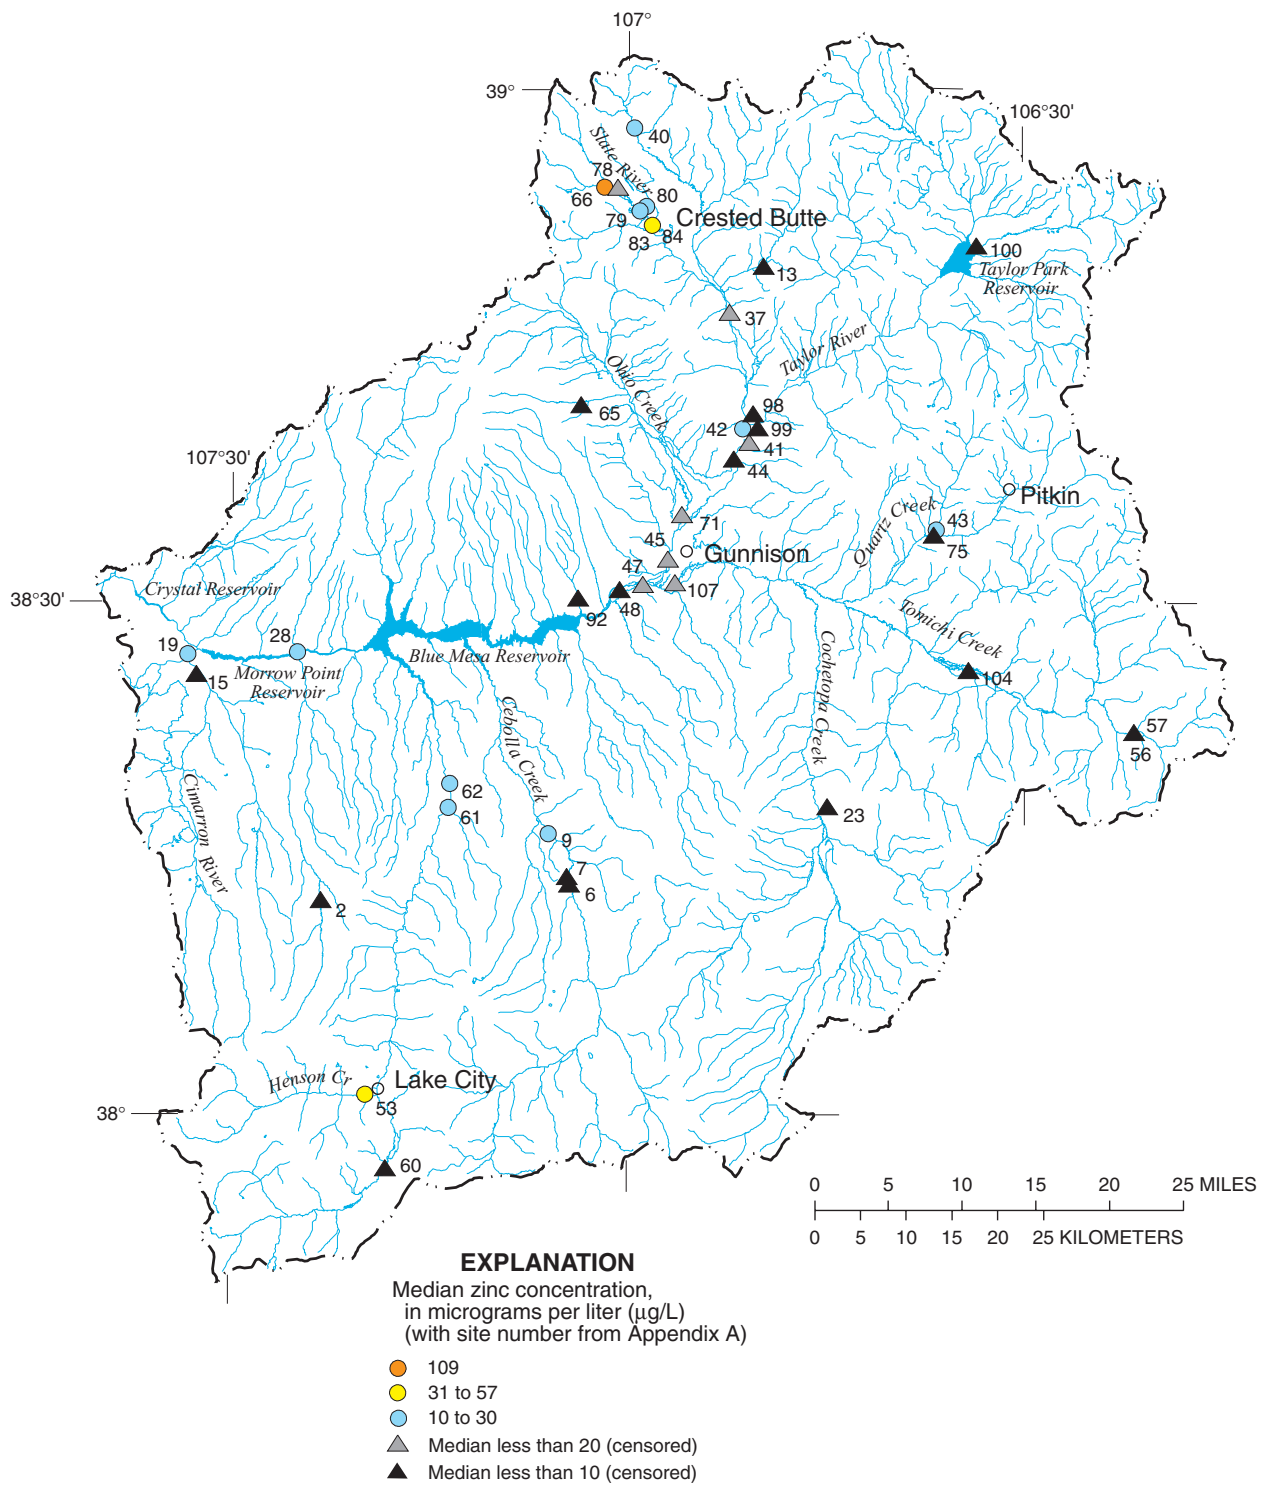 107°
39°
106°30'
Slate River
40
78
66
80
79
Crested Butte
83
84
100
Taylor Park
Reservoir
13
37
Taylor River
Ohio Creek
65
98
42
99
41
44
107°30'
Pitkin
Quartz Creek
43
75
71
45
Gunnison
47
107
48
92
38°30'
Crystal Reservoir
19
28
15
Morrow Point
Reservoir
Blue Mesa Reservoir
Tomichi Creek
104
Cochetopa Creek
57
56
Cebolla Creek
Cimarron River
62
61
9
7
6
23
2
Henson Cr
Lake City
53
38°
60
0 5 10 15 20 25 MILES
0 5 10 15 20 25 KILOMETERS
EXPLANATION
Median zinc concentration,
in micrograms per liter (µg/L)
(with site number from Appendix A)
109
31 to 57
10 to 30
Median less than 20 (censored)
Median less than 10 (censored)